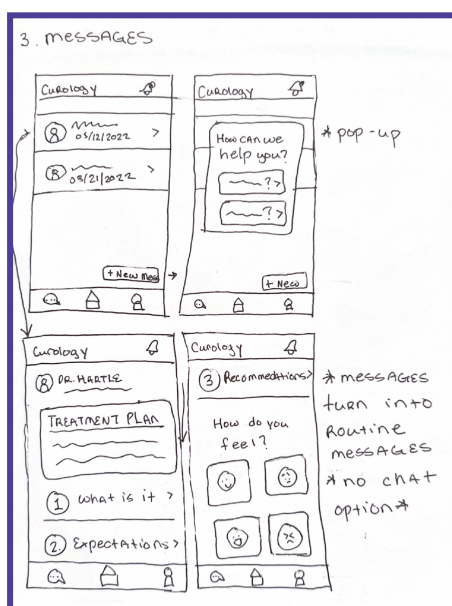 3. MESSAGES
Curology
05/12/2022 >
03/21/2022 >
+ New Mess
Curology
How can we
help you?
? >
? >
+ New
* pop-up
Curology
DR. HARTLE
TREATMENT PLAN
1 What is it >
2. Expectations >
Curology
3 Recommedations >
How do you
feel?
* messages
turn into
Routine
messages
* no chat
option *